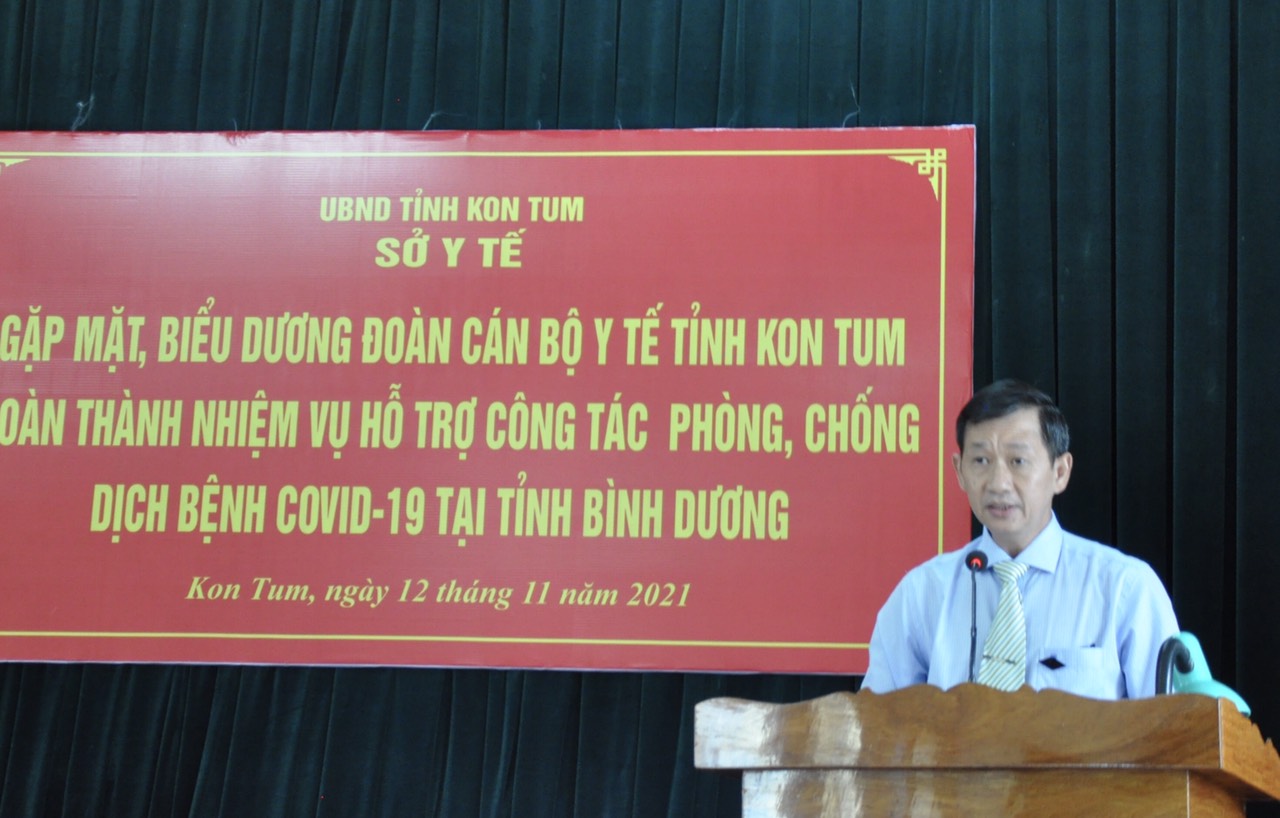 UBND TỈNH KON TUM
SỞ Y TẾ
GẶP MẶT, BIỂU DƯƠNG ĐOÀN CÁN BỘ Y TẾ TỈNH KON TUM
OÀN THÀNH NHIỆM VỤ HỖ TRỢ CÔNG TÁC PHÒNG, CHỐNG
DỊCH BỆNH COVID-19 TẠI TỈNH BÌNH DƯƠNG
Kon Tum, ngày 12 tháng 11 năm 2021